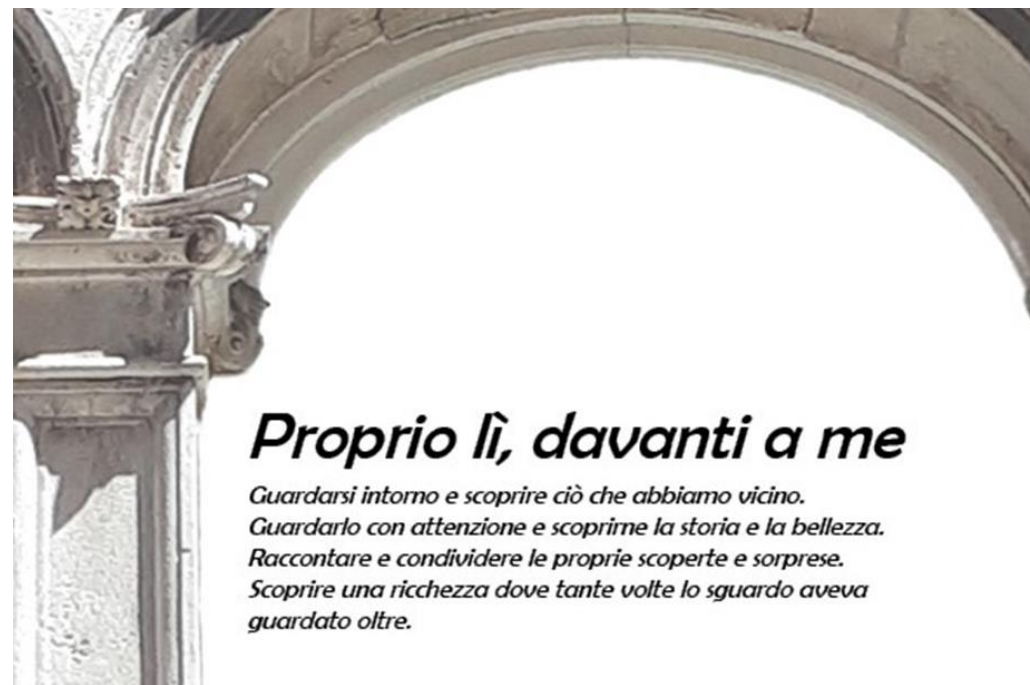 Proprio lì, davanti a me
Guardarsi intorno e scoprire ciò che abbiamo vicino.
Guardarlo con attenzione e scoprirne la storia e la bellezza.
Raccontare e condividere le proprie scoperte e sorprese.
Scoprire una ricchezza dove tante volte lo sguardo aveva
guardato oltre.